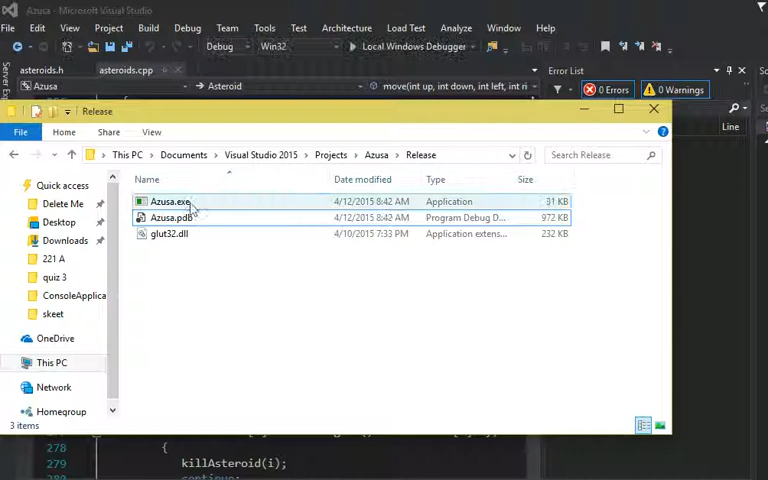 Azusa - Microsoft Visual Studio
File Edit View Project Build Debug Team Tools Test Architecture Load Test Analyze Window Help
Debug Win32 Local Windows Debugger
asteroids.h asteroids.cpp Error List
Azusa Asteroid move(int up, int down, int left, int ri 0 Errors 0 Warnings
Release
File Home Share View Line
This PC Documents Visual Studio 2015 Projects Azusa Release Search Release
Name Date modified Type Size
Quick access
Delete Me
Desktop
Downloads
221 A
quiz 3
ConsoleApplica
skeet
OneDrive
This PC
Network
Homegroup
Azusa.exe 4/12/2015 8:42 AM Application 31 KB
Azusa.pdb 4/12/2015 8:42 AM Program Debug D... 972 KB
glut32.dll 4/10/2015 7:33 PM Application extens... 232 KB
3 items
278 {
279 killAsteroid(i);
continue;